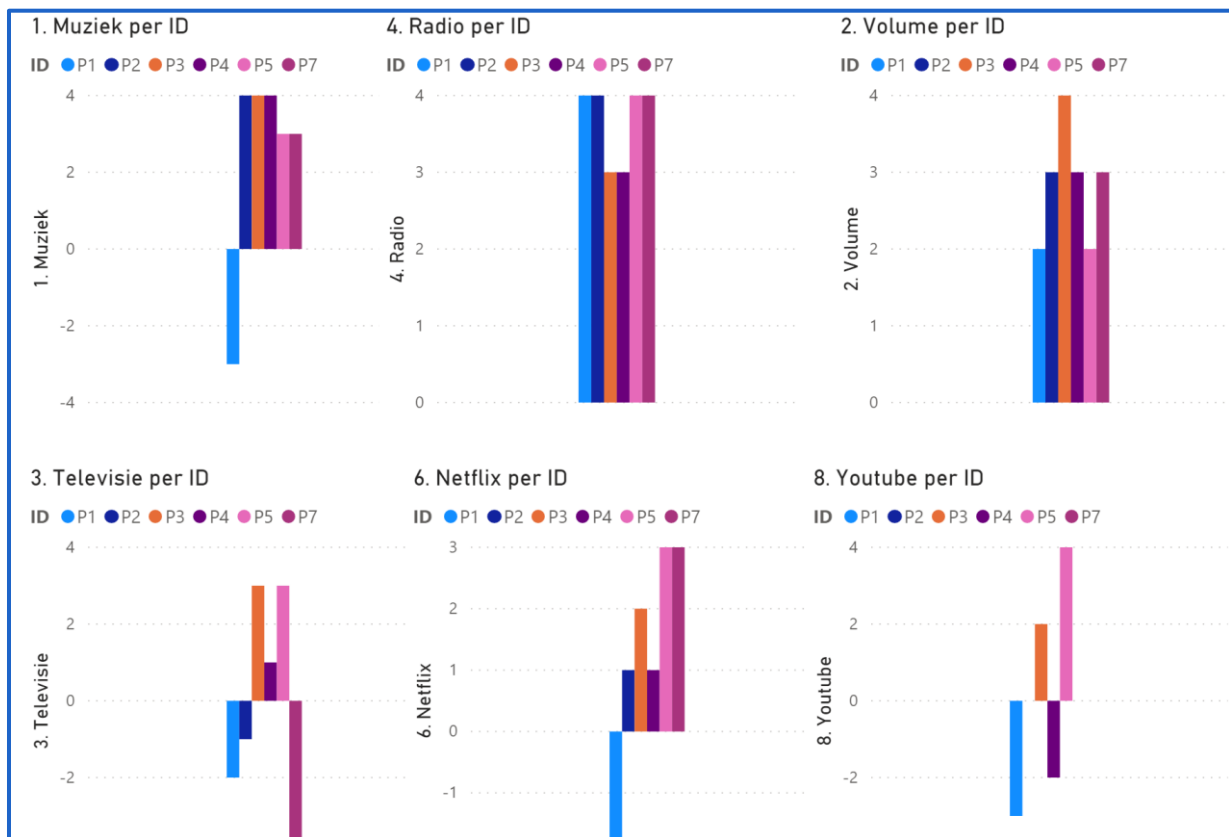 1. Muziek per ID
ID P1 P2 P3 P4 P5 P7
4
2
0
-2
-4
1. Muziek
4. Radio per ID
ID P1 P2 P3 P4 P5 P7
4
3
2
1
0
4. Radio
2. Volume per ID
ID P1 P2 P3 P4 P5 P7
4
3
2
1
0
2. Volume
3. Televisie per ID
ID P1 P2 P3 P4 P5 P7
4
2
0
-2
3. Televisie
6. Netflix per ID
ID P1 P2 P3 P4 P5 P7
3
2
1
0
-1
6. Netflix
8. Youtube per ID
ID P1 P2 P3 P4 P5 P7
4
2
0
-2
8. Youtube